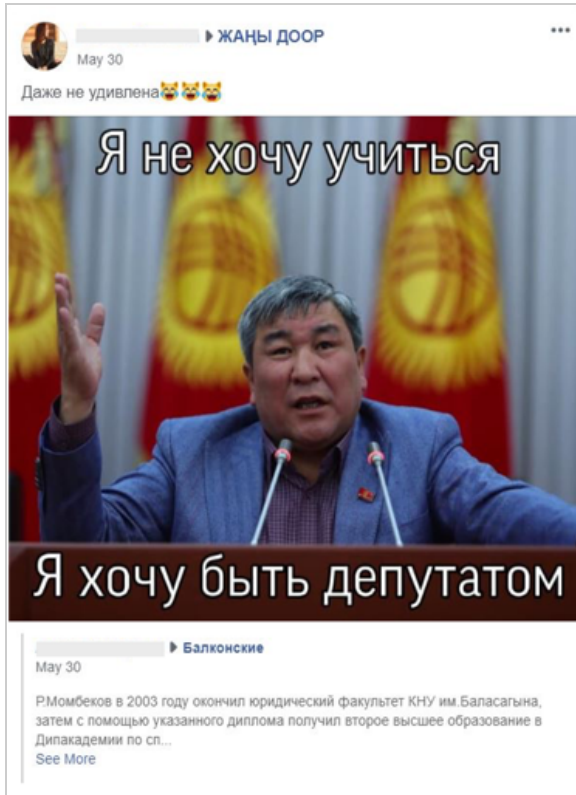 ЖАҢЫ ДООР
May 30
Даже не удивлена
Я не хочу учиться
Я хочу быть депутатом
Балконские
May 30
Р.Момбеков в 2003 году окончил юридический факультет КНУ им.Баласагына,
затем с помощью указанного диплома получил второе высшее образование в
Дипакадемии по сп...
See More